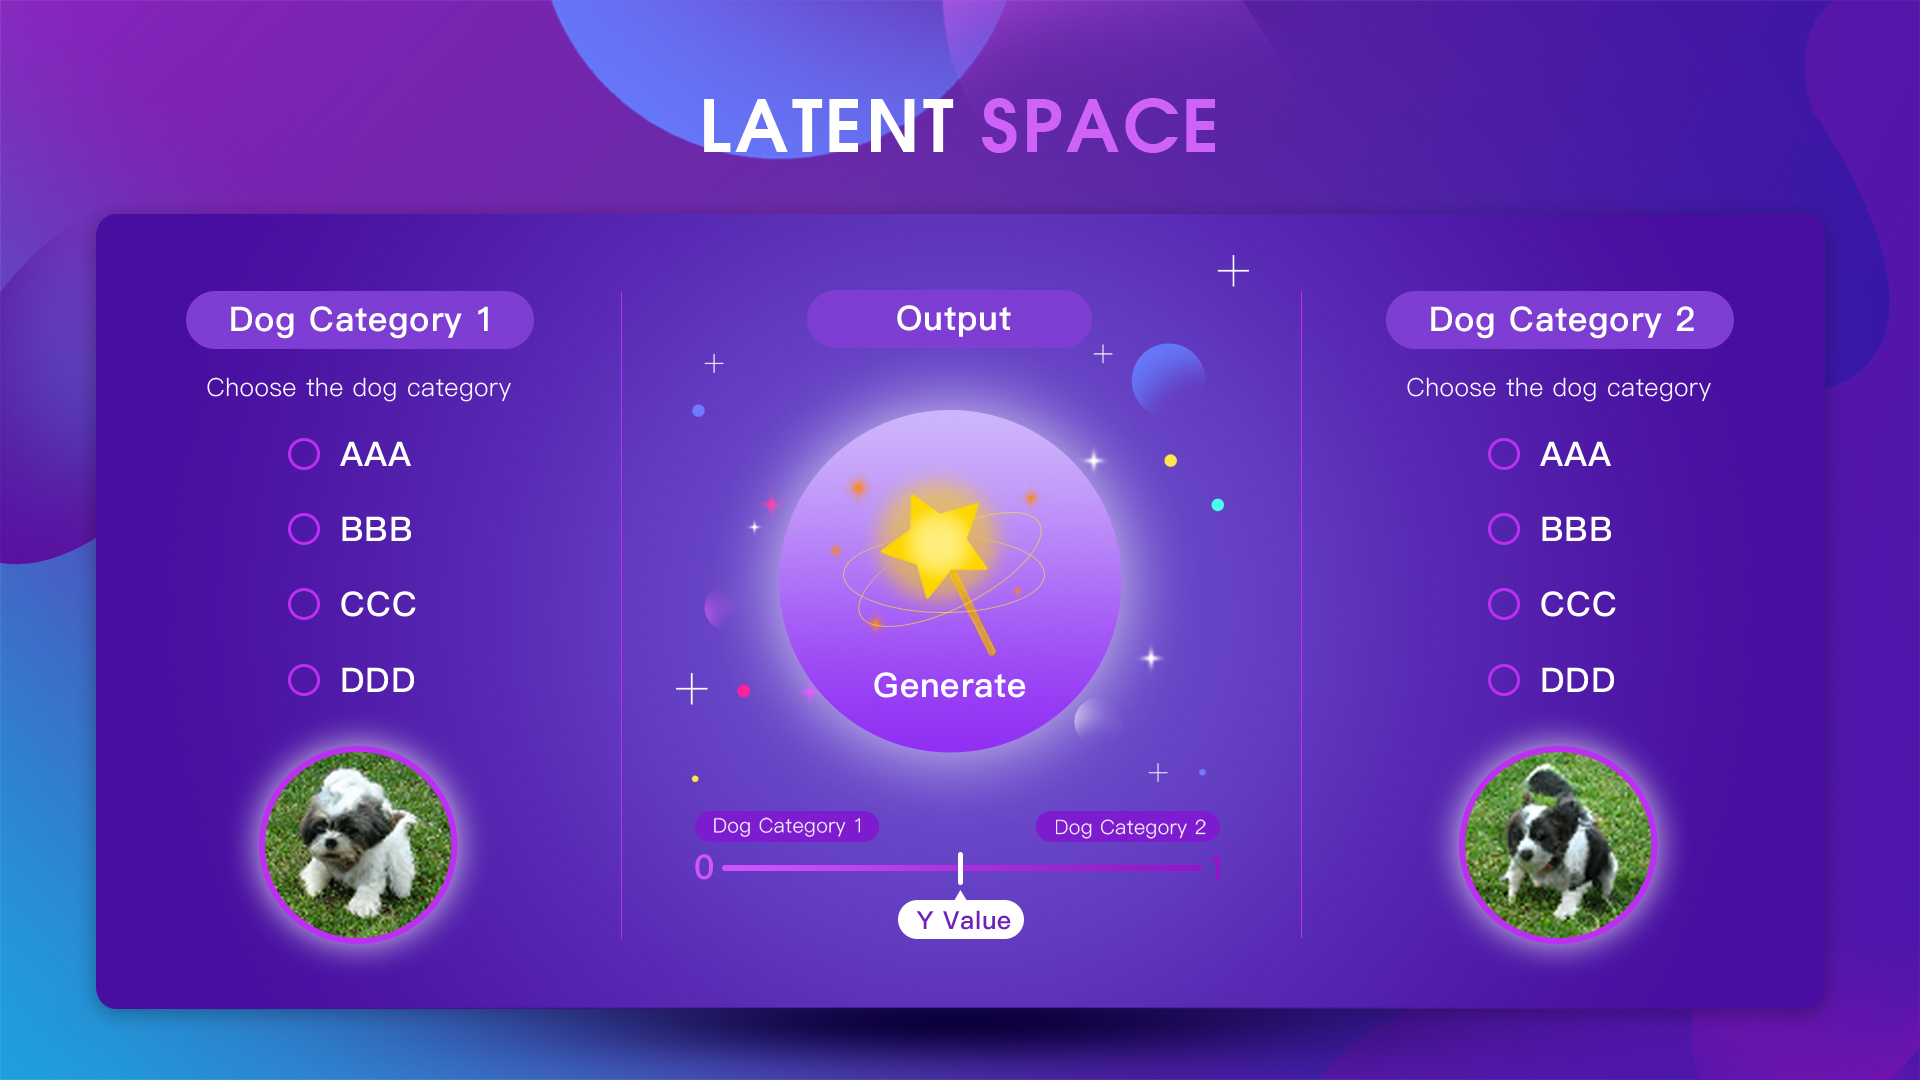 LATENT SPACE
Dog Category 1
Choose the dog category
AAA
BBB
CCC
DDD
Output
Generate
Dog Category 1
Dog Category 2
0
1
Y Value
Dog Category 2
Choose the dog category
AAA
BBB
CCC
DDD